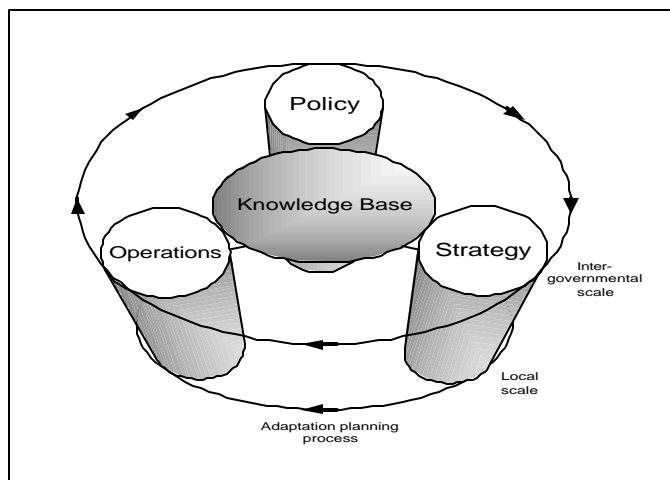 Policy
Knowledge Base
Operations
Strategy
Inter-
governmental
scale
Local
scale
Adaptation planning
process